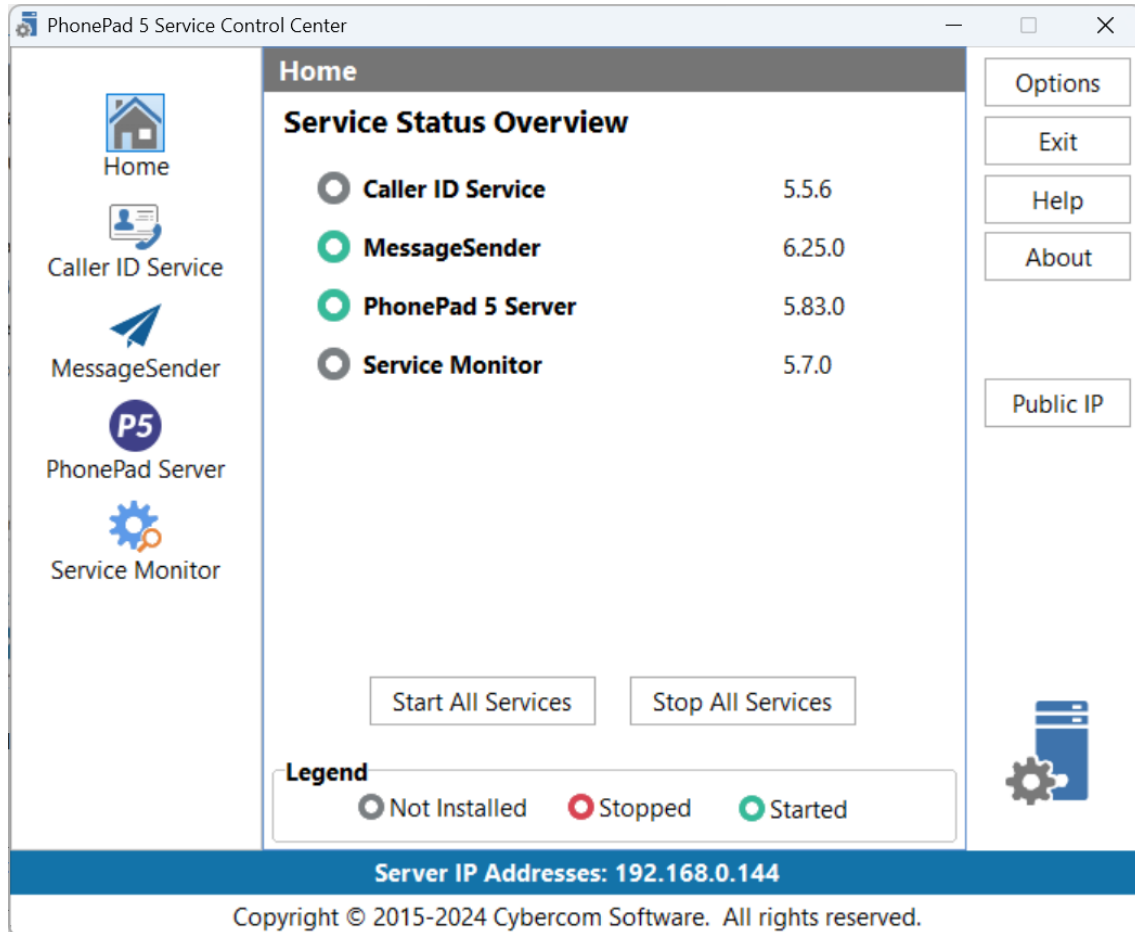 PhonePad 5 Service Control Center
Home
Caller ID Service
MessageSender
P5
PhonePad Server
Service Monitor
Home
Service Status Overview
Caller ID Service 5.5.6
MessageSender 6.25.0
PhonePad 5 Server 5.83.0
Service Monitor 5.7.0
Start All Services Stop All Services
Legend
Not Installed Stopped Started
Options
Exit
Help
About
Public IP
Server IP Addresses: 192.168.0.144
Copyright © 2015-2024 Cybercom Software. All rights reserved.